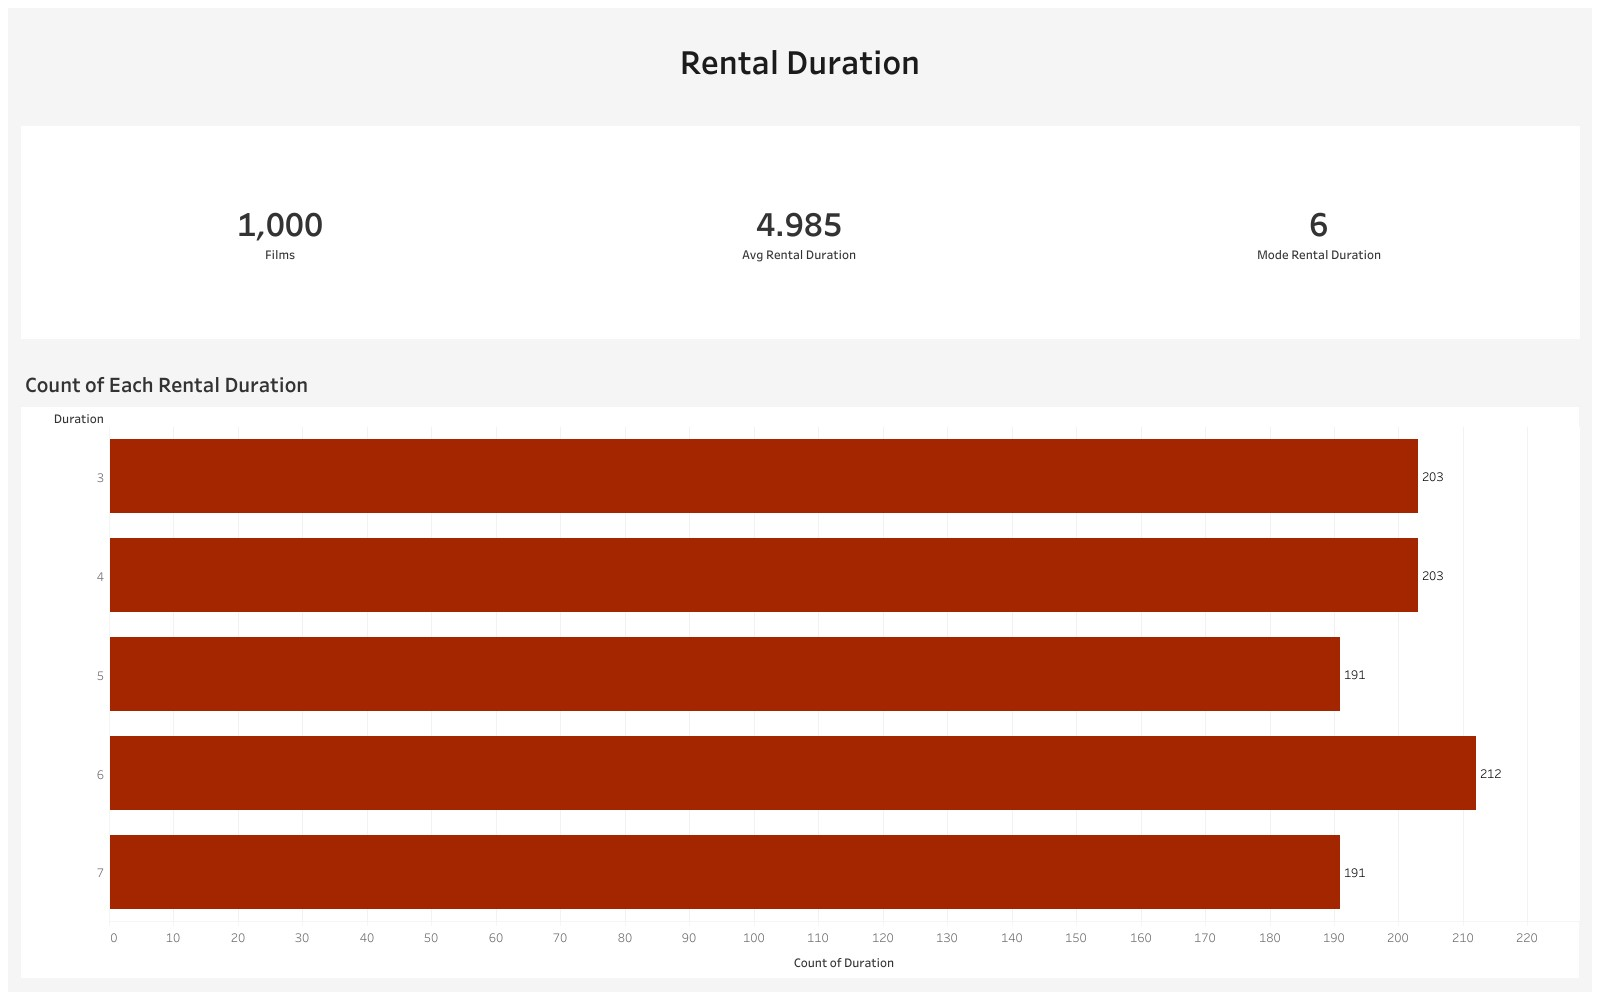 Rental Duration
1,000
Films
4.985
Avg Rental Duration
6
Mode Rental Duration
Count of Each Rental Duration
Duration
3
203
4
203
5
191
6
212
7
191
0 10 20 30 40 50 60 70 80 90 100 110 120 130 140 150 160 170 180 190 200 210 220
Count of Duration